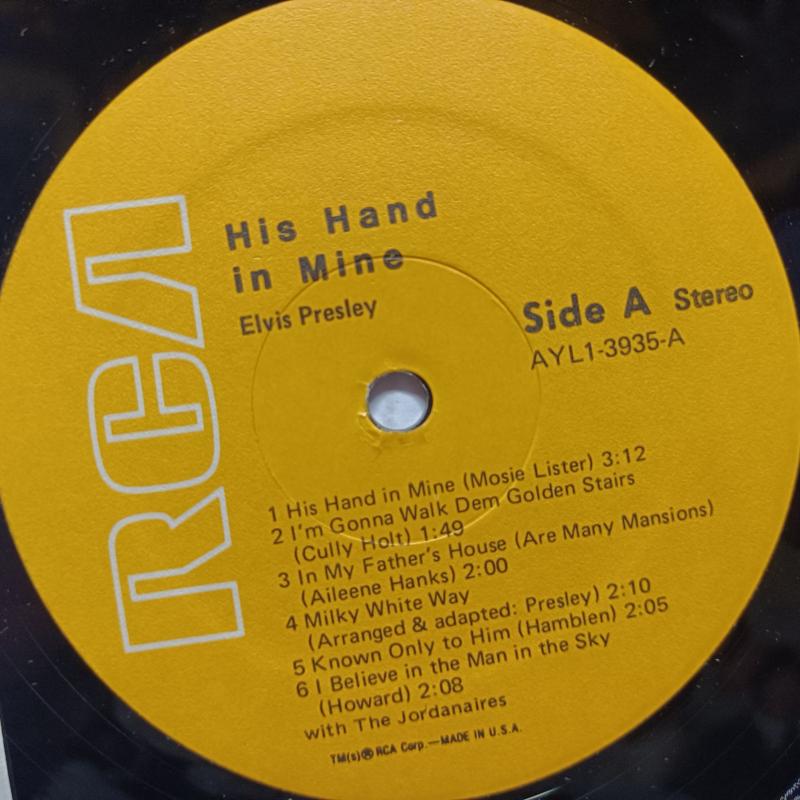 RCA
His Hand
in Mine
Elvis Presley
Side A Stereo
AYL1-3935-A
1 His Hand in Mine (Mosie Lister) 3:12
2 I'm Gonna Walk Dem Golden Stairs
(Cully Holt) 1:49
3 In My Father's House (Are Many Mansions)
(Aileene Hanks) 2:00
4 Milky White Way
(Arranged & adapted: Presley) 2:10
5 Known Only to Him (Hamblen) 2:05
6 I Believe in the Man in the Sky
(Howard) 2:08
with The Jordanaires
TM(s)® RCA Corp.—MADE IN U.S.A.